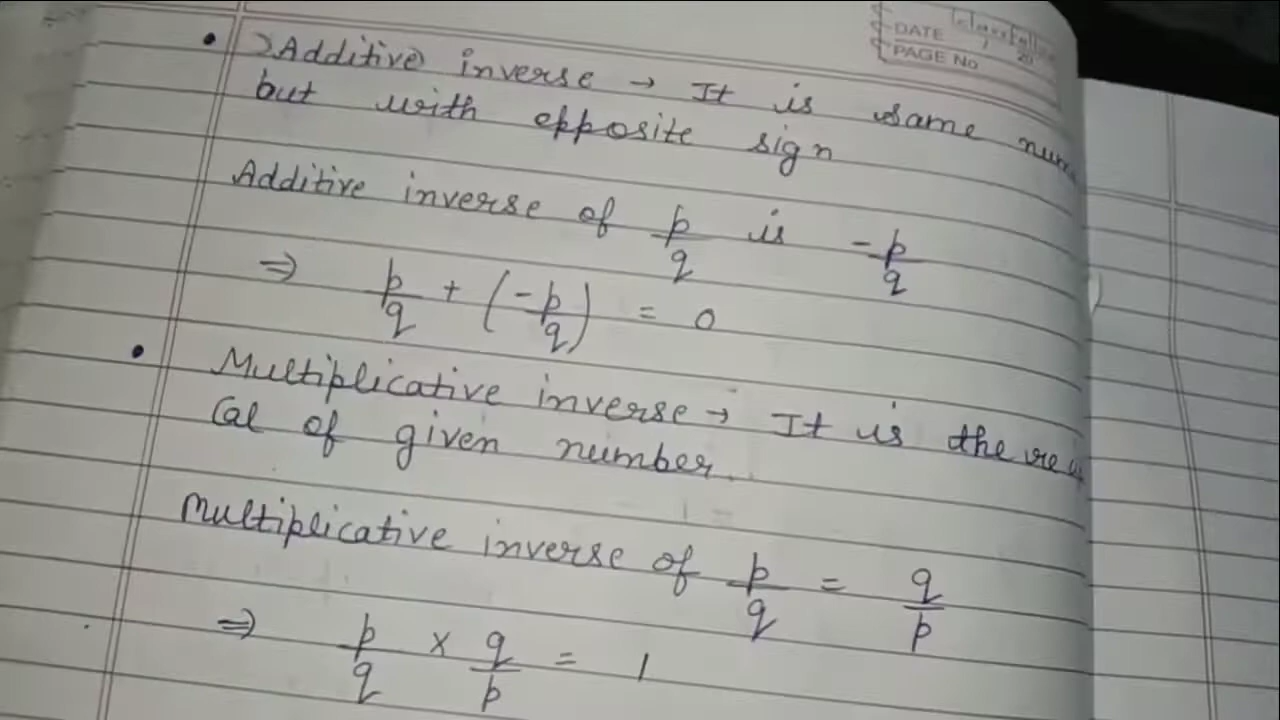 DATE
PAGE No
Additive inverse → It is same
but with opposite sign
Additive inverse of p/q is -p/q
⇒ p/q + (-p/q) = 0
• Multiplicative inverse → It is the
cal of given number.
Multiplicative inverse of p/q = q/p
⇒ p/q × q/p = 1